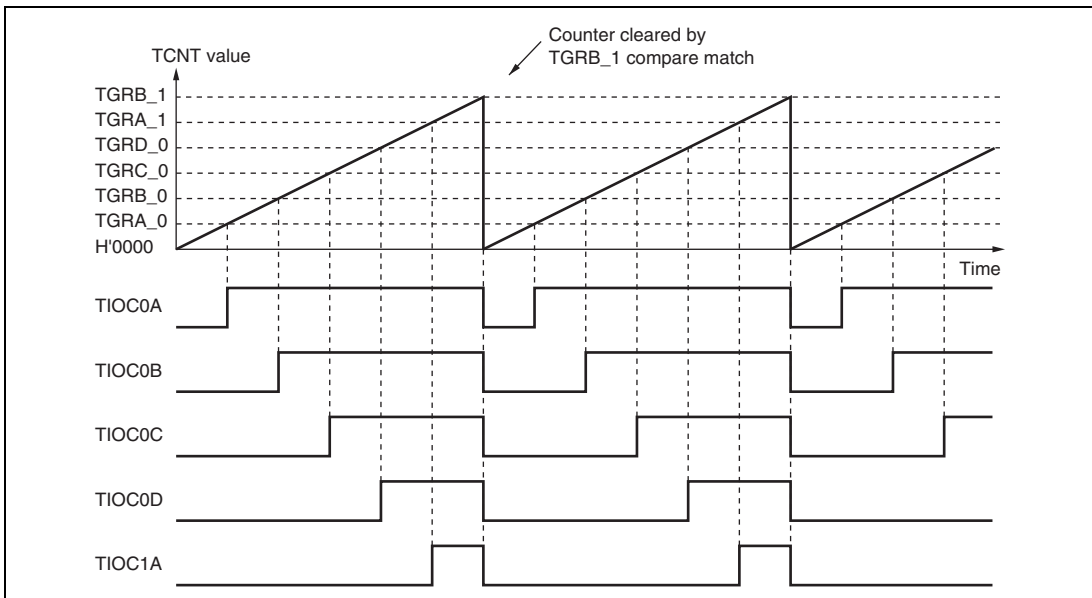 Counter cleared by
TGRB_1 compare match
TCNT value
TGRB_1
TGRA_1
TGRD_0
TGRC_0
TGRB_0
TGRA_0
H'0000
Time
TIOC0A
TIOC0B
TIOC0C
TIOC0D
TIOC1A